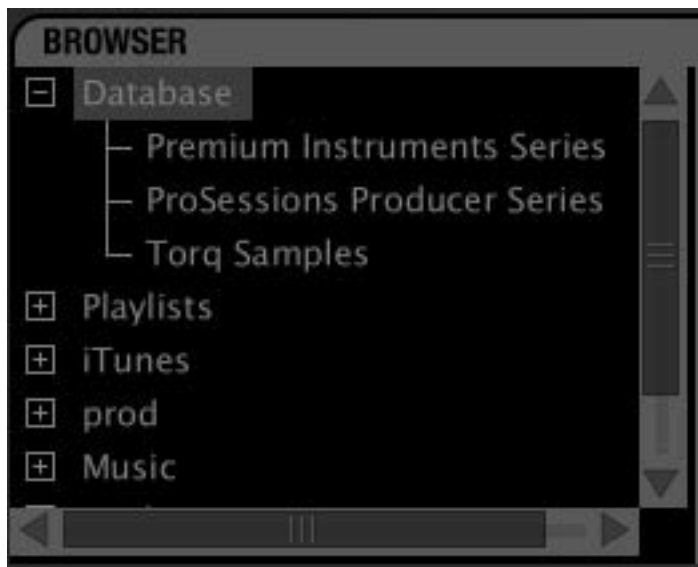 BROWSER
Database
Premium Instruments Series
ProSessions Producer Series
Torq Samples
Playlists
iTunes
prod
Music